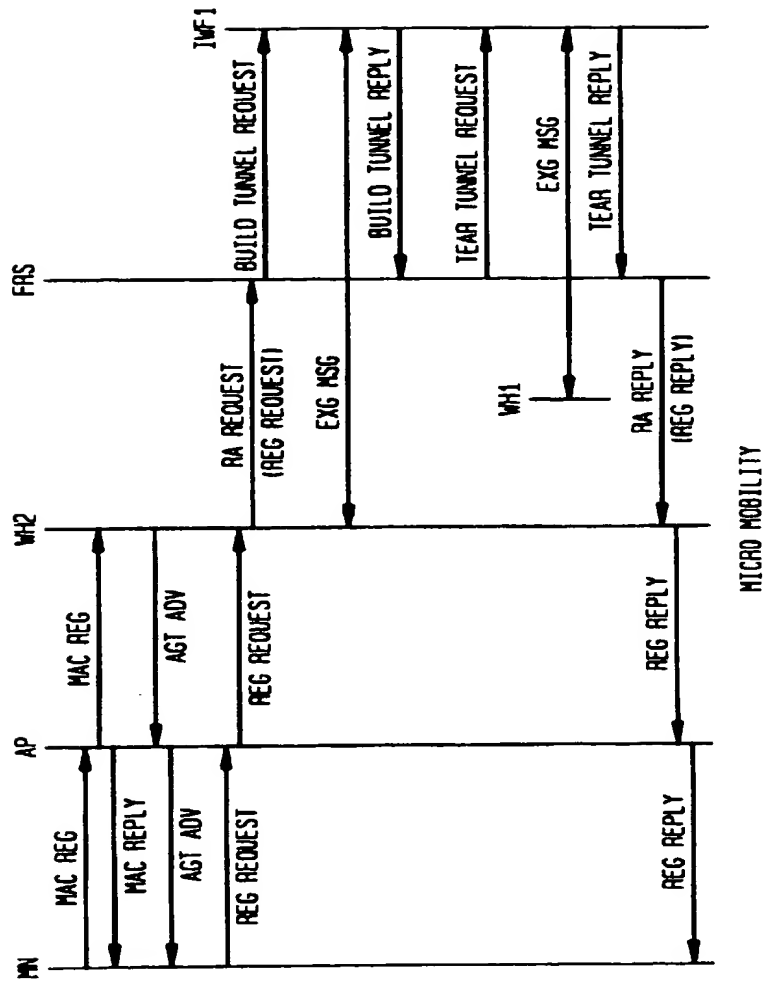 MN
AP
WH2
FRS
IWF1
MAC REG
MAC REG
MAC REPLY
AGT ADV
AGT ADV
REG REQUEST
REG REQUEST
RA REQUEST
(REG REQUEST)
BUILD TUNNEL REQUEST
EXG MSG
BUILD TUNNEL REPLY
TEAR TUNNEL REQUEST
WH1
EXG MSG
TEAR TUNNEL REPLY
RA REPLY
(REG REPLY)
REG REPLY
REG REPLY
MICRO MOBILITY